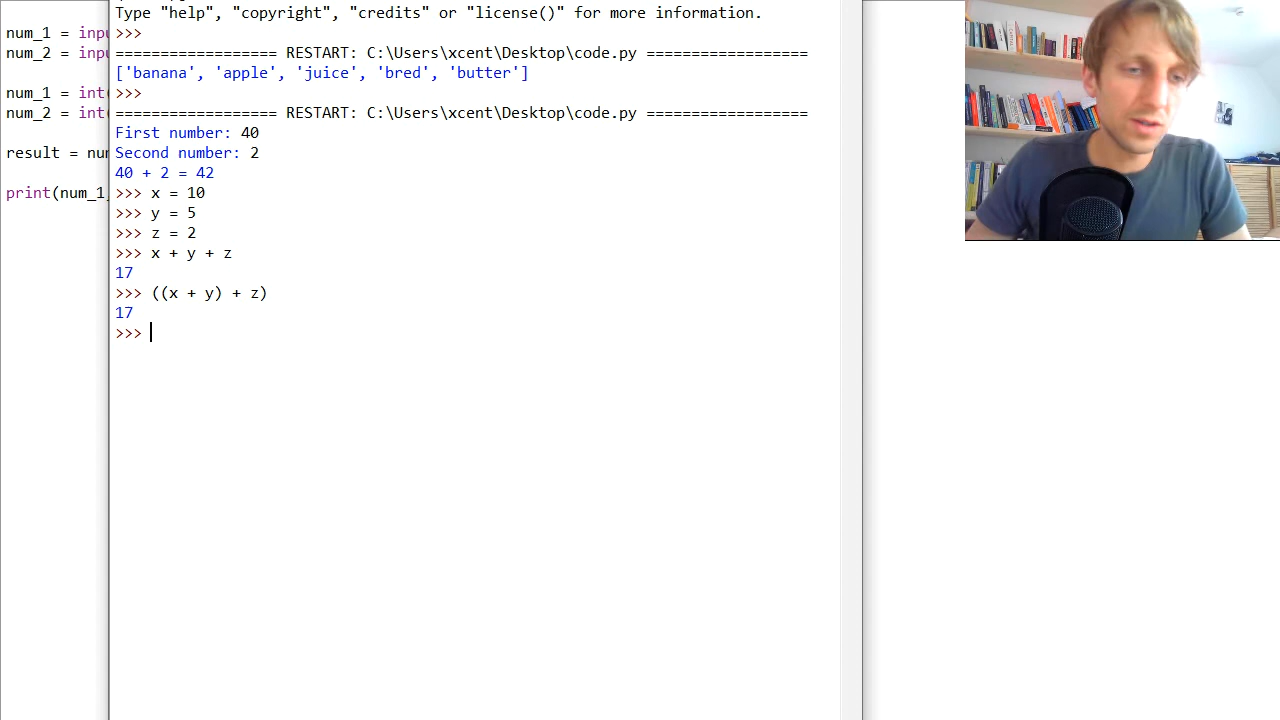 Type "help", "copyright", "credits" or "license()" for more information.
>>>
================== RESTART: C:\Users\xcent\Desktop\code.py ==================
['banana', 'apple', 'juice', 'bred', 'butter']
>>>
================== RESTART: C:\Users\xcent\Desktop\code.py ==================
First number: 40
Second number: 2
40 + 2 = 42
>>> x = 10
>>> y = 5
>>> z = 2
>>> x + y + z
17
>>> ((x + y) + z)
17
>>>
num_1 = inpu
num_2 = inpu
num_1 = int(
num_2 = int(
result = num
print(num_1,